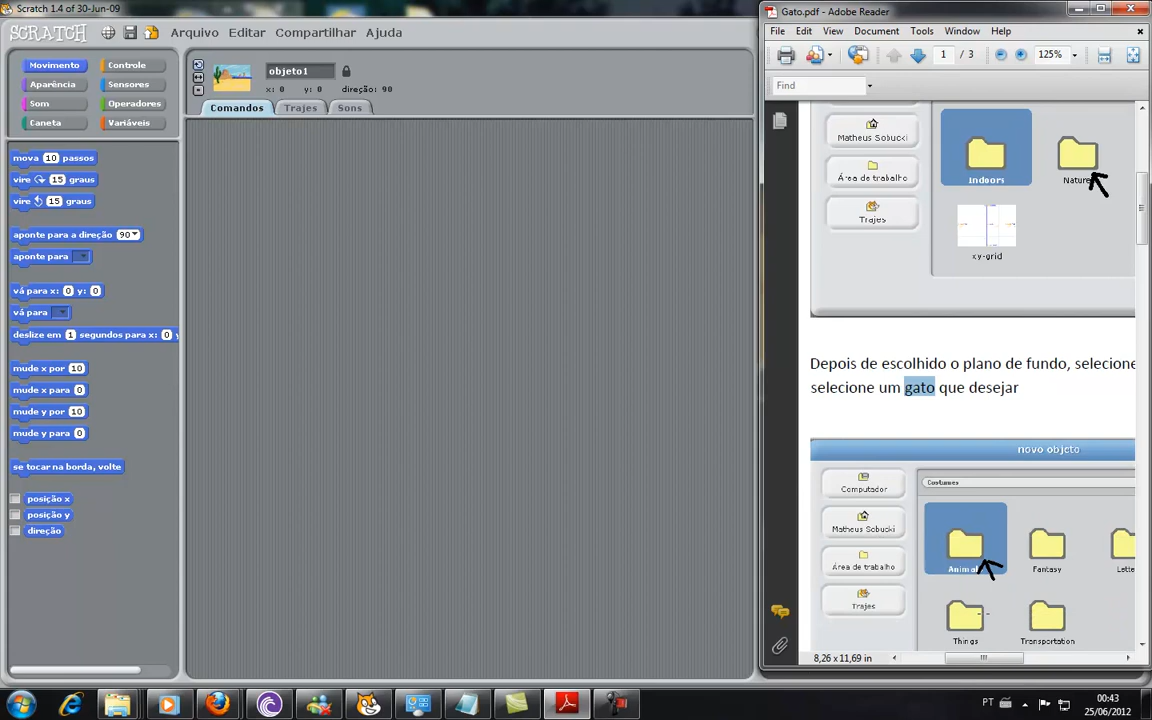 Scratch 1.4 of 30-Jun-09
SCRATCH
Arquivo Editar Compartilhar Ajuda
Movimento Controle
Aparência Sensores
Som Operadores
Caneta Variáveis
objeto1
x: 0 y: 0 direção: 90
Comandos Trajes Sons
mova 10 passos
vire 15 graus
vire 15 graus
aponte para a direção 90
aponte para
vá para x: 0 y: 0
vá para
deslize em 1 segundos para x: 0 y
mude x por 10
mude x para 0
mude y por 10
mude y para 0
se tocar na borda, volte
posição x
posição y
direção
Gato.pdf - Adobe Reader
File Edit View Document Tools Window Help
1 / 3 125%
Find
Matheus Sobucki
Área de trabalho
Trajes
Indoors Nature
xy-grid
Depois de escolhido o plano de fundo, selecione
selecione um gato que desejar
novo objeto
Computador
Matheus Sobucki
Área de trabalho
Trajes
Costumes
Animals Fantasy Lette
Things Transportation
8,26 x 11,69 in
PT
00:43
25/06/2012